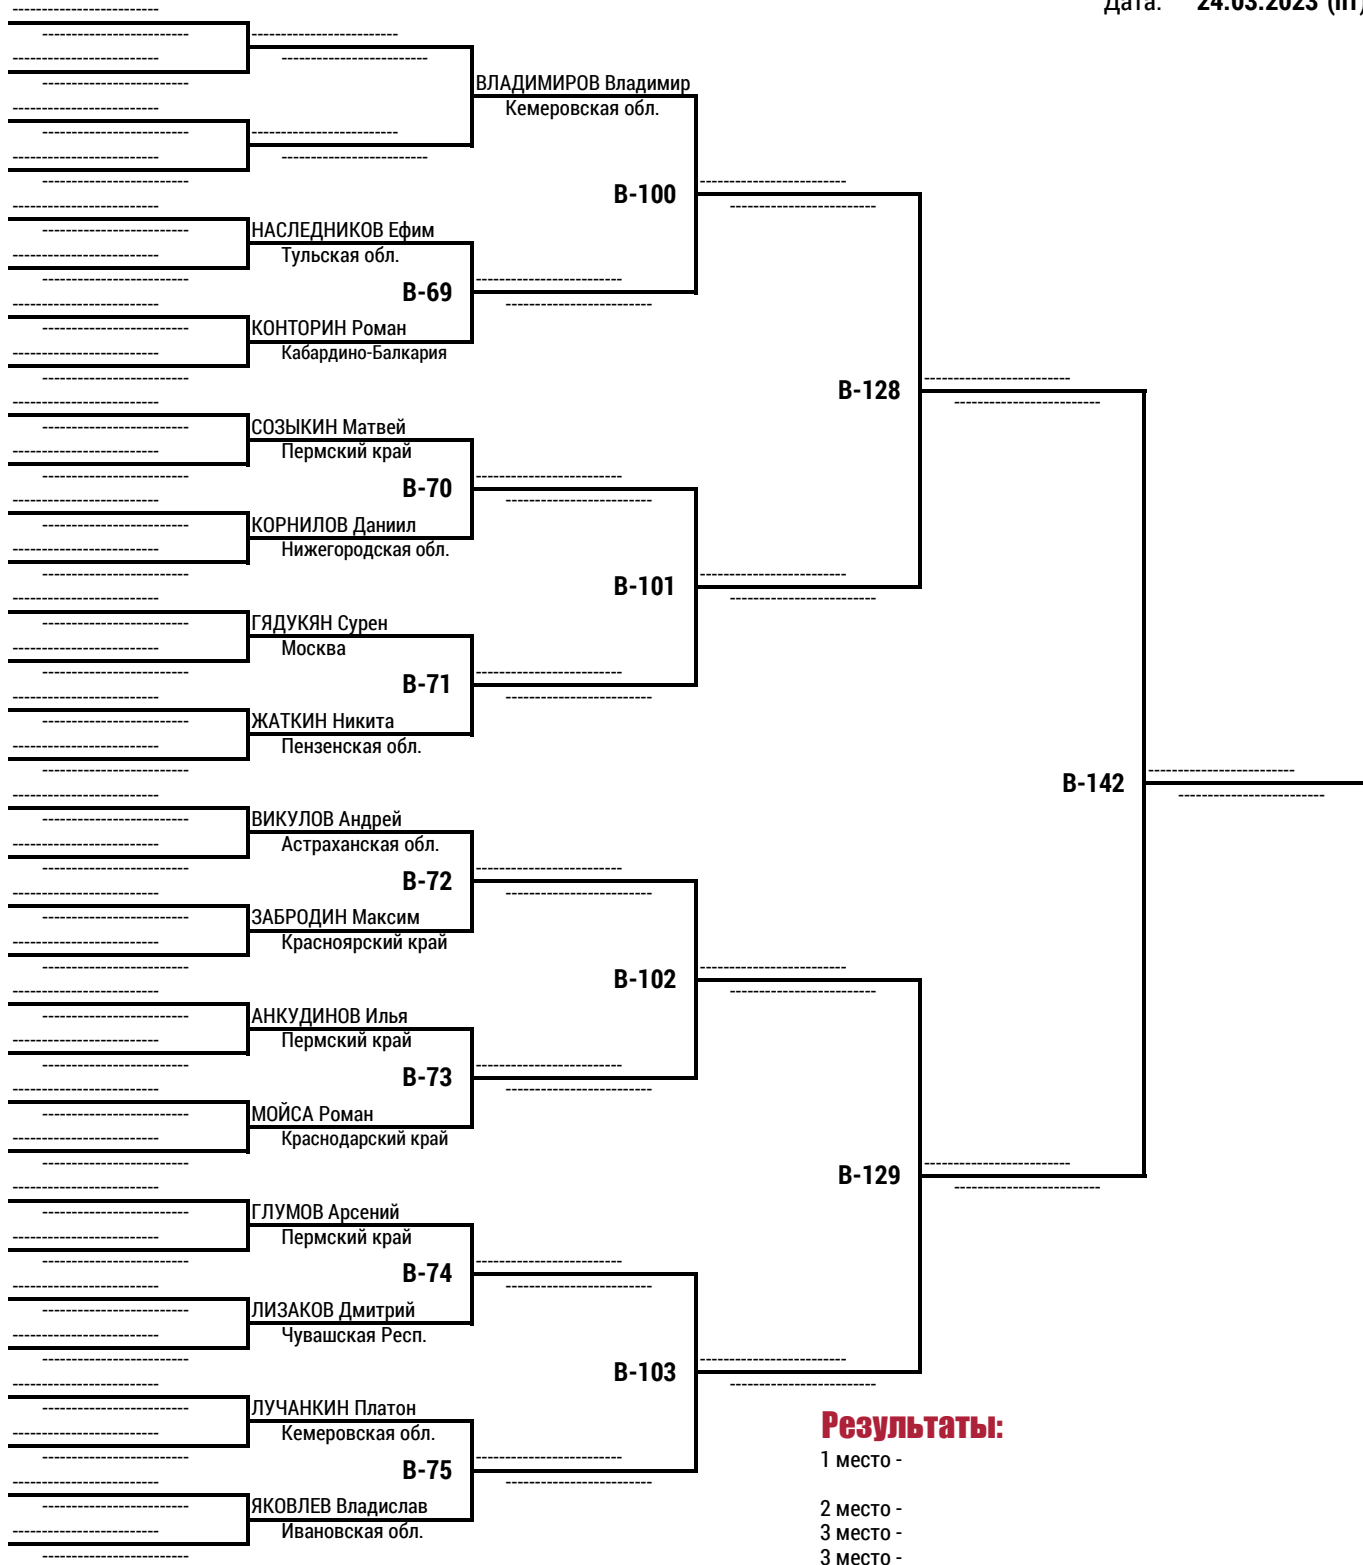 Дата: 24.03.2023 (пт)
ВЛАДИМИРОВ Владимир
Кемеровская обл.
B-100
НАСЛЕДНИКОВ Ефим
Тульская обл.
B-69
КОНТОРИН Роман
Кабардино-Балкария
B-128
СОЗЫКИН Матвей
Пермский край
B-70
КОРНИЛОВ Даниил
Нижегородская обл.
B-101
ГЯДУКЯН Сурен
Москва
B-71
ЖАТКИН Никита
Пензенская обл.
B-142
ВИКУЛОВ Андрей
Астраханская обл.
B-72
ЗАБРОДИН Максим
Красноярский край
B-102
АНКУДИНОВ Илья
Пермский край
B-73
МОЙСА Роман
Краснодарский край
B-129
ГЛУМОВ Арсений
Пермский край
B-74
ЛИЗАКОВ Дмитрий
Чувашская Респ.
B-103
ЛУЧАНКИН Платон
Кемеровская обл.
B-75
ЯКОВЛЕВ Владислав
Ивановская обл.
Результаты:
1 место -
2 место -
3 место -
3 место -